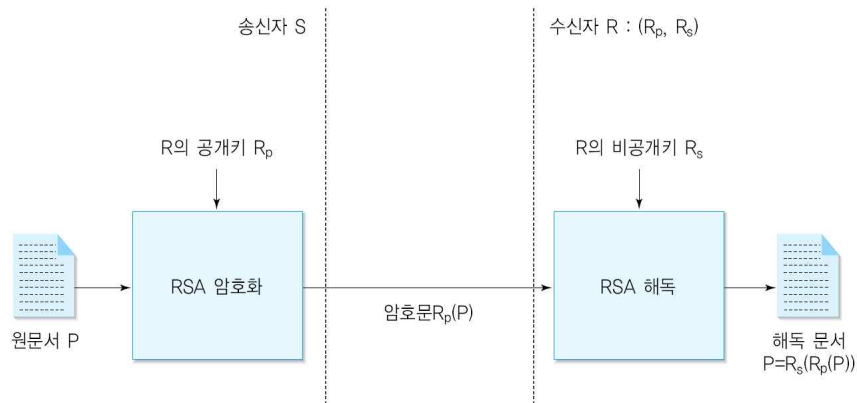 송신자 S
수신자 R : (Rp, Rs)
R의 공개키 Rp
R의 비공개키 Rs
RSA 암호화
RSA 해독
암호문Rp(P)
원문서 P
해독 문서
P=Rs(Rp(P))